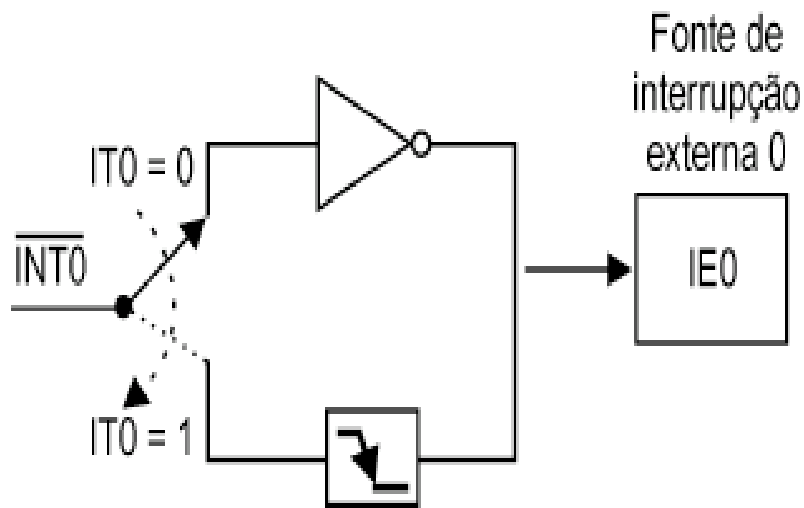 Fonte de
interrupção
externa 0
IT0 = 0
INT0
IE0
IT0 = 1